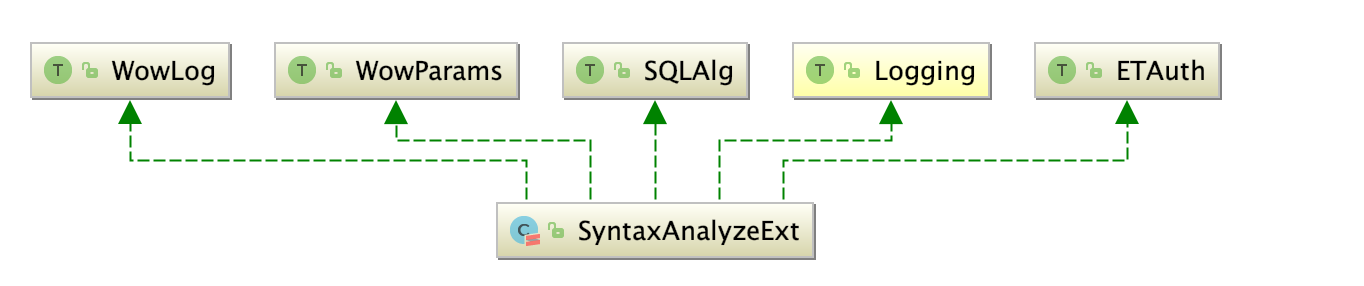 T WowLog
T WowParams
T SQLAlg
T Logging
T ETAuth
C SyntaxAnalyzeExt